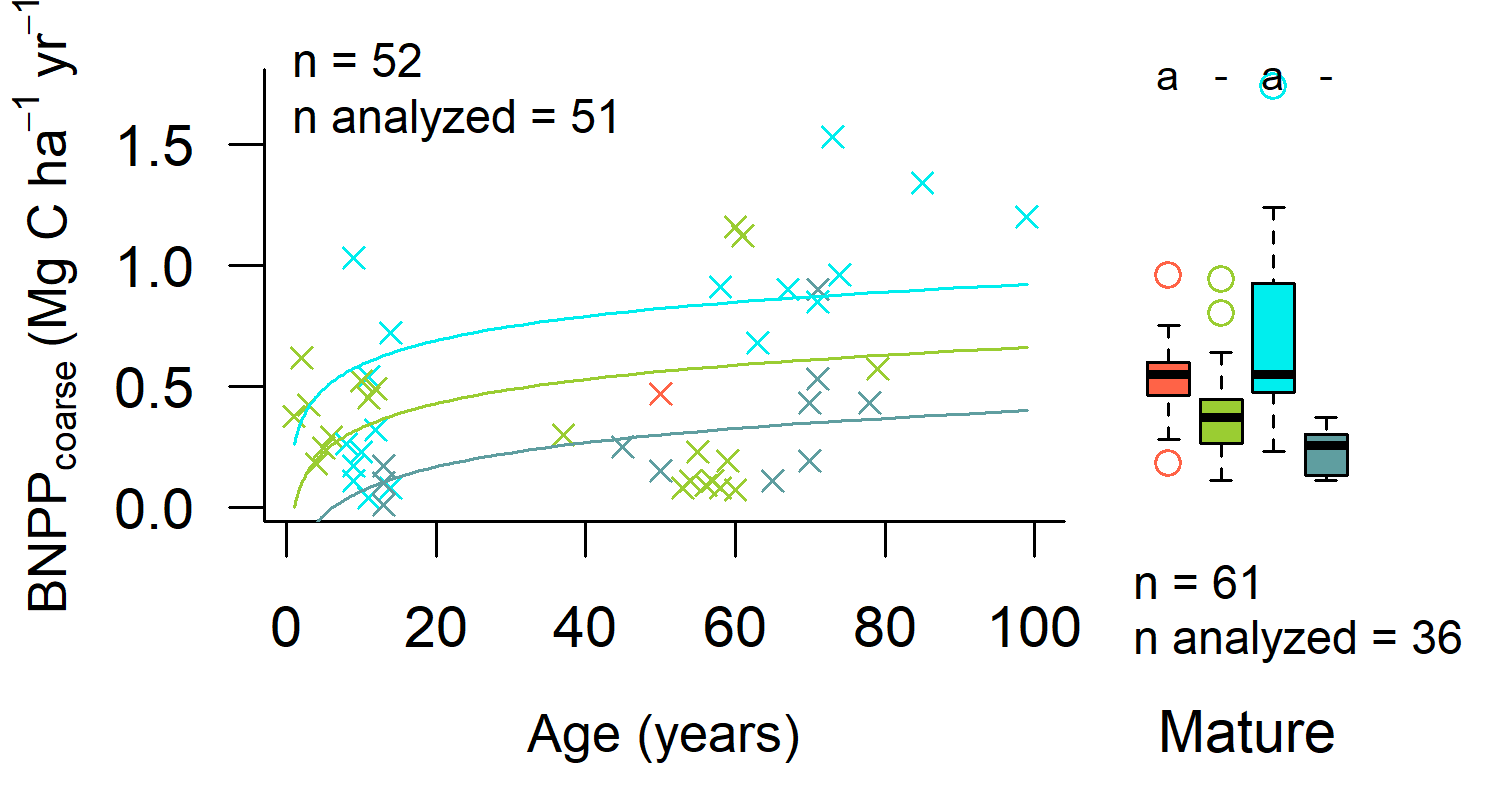 BNPPcoarse (Mg C ha−1 yr−1
n = 52
n analyzed = 51
1.5
1.0
0.5
0.0
0 20 40 60 80 100
Age (years)
a - a -
n = 61
n analyzed = 36
Mature